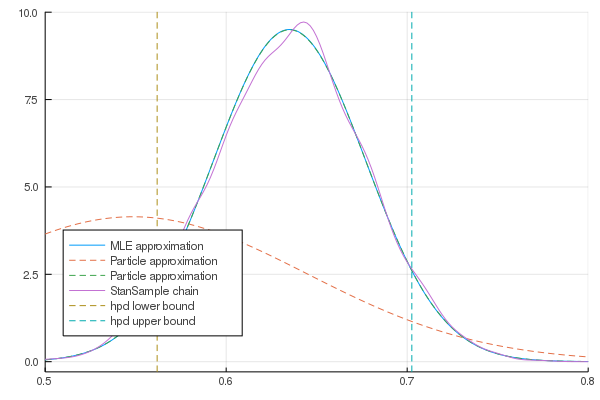 10.0
7.5
5.0
2.5
0.0
MLE approximation
Particle approximation
Particle approximation
StanSample chain
hpd lower bound
hpd upper bound
0.5 0.6 0.7 0.8